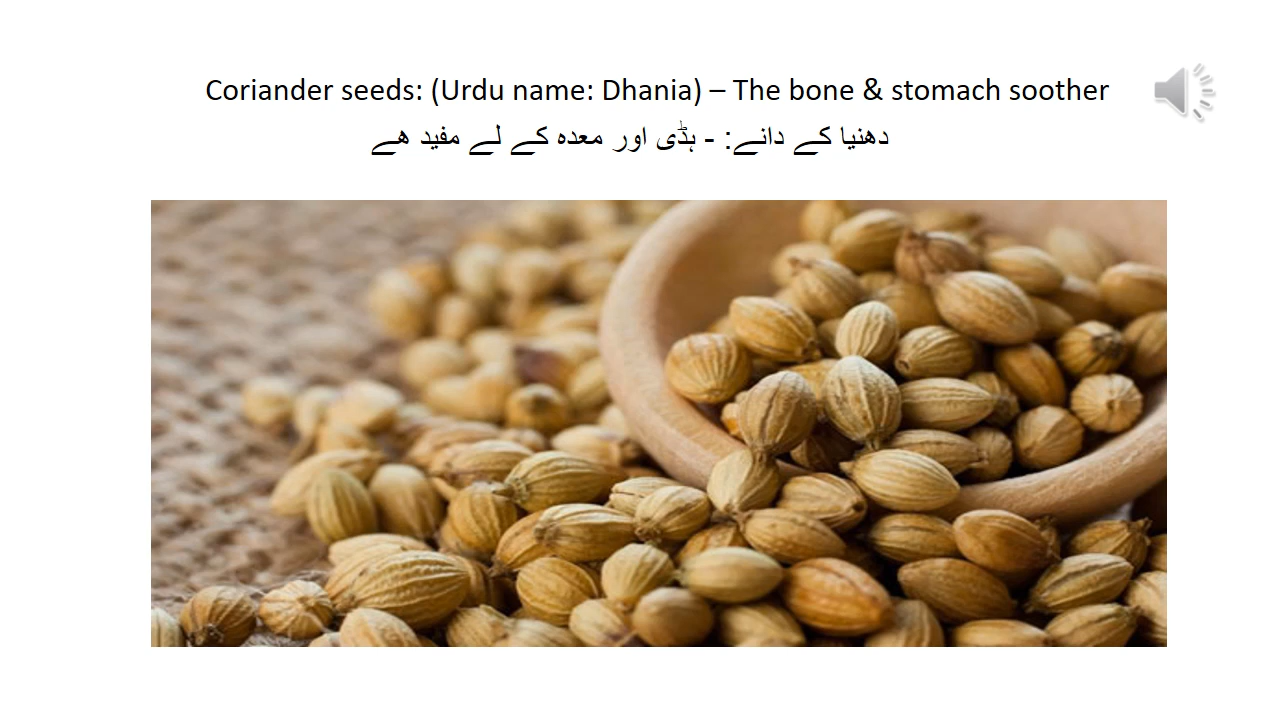 Coriander seeds: (Urdu name: Dhania) – The bone & stomach soother
دھنیا کے دانے: - ہڈی اور معدہ کے لے مفید ھے